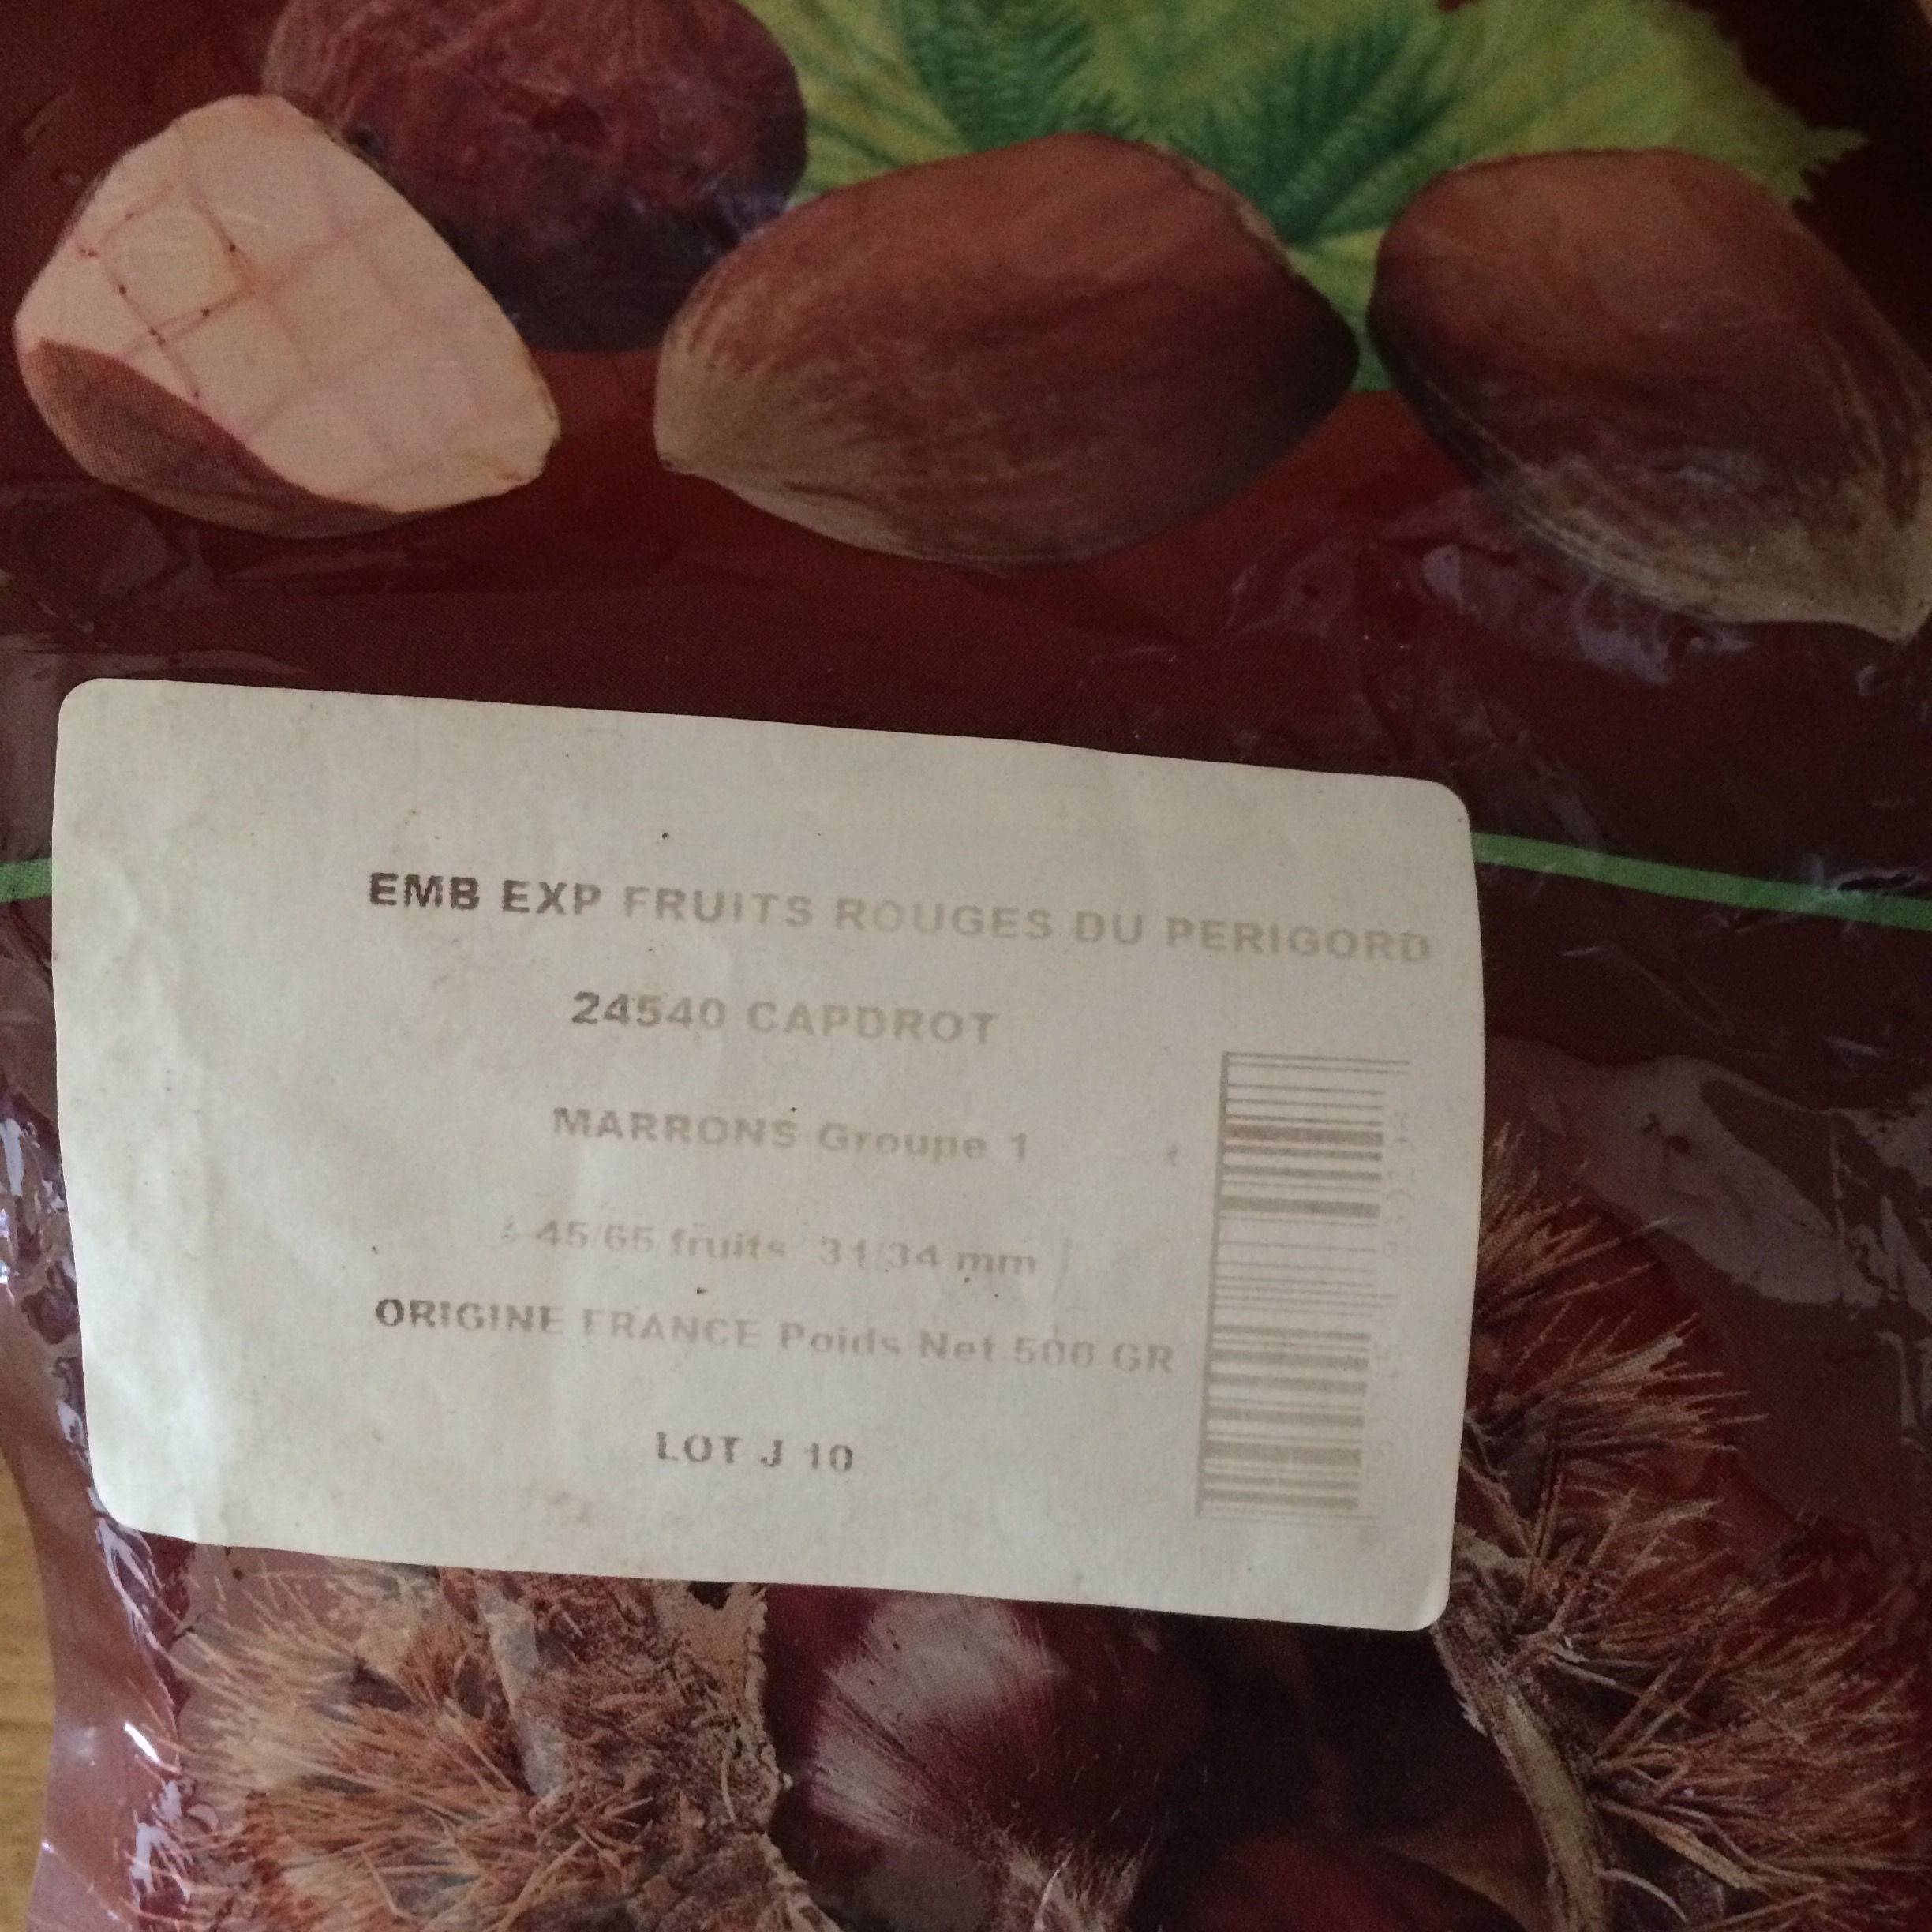 EMB EXP FRUITS ROUGES DU PERIGORD
24540 CAPDROT
MARRONS Groupe 1
45/65 fruits 31/34 mm
ORIGINE FRANCE Poids Net 500 GR
LOT J 10